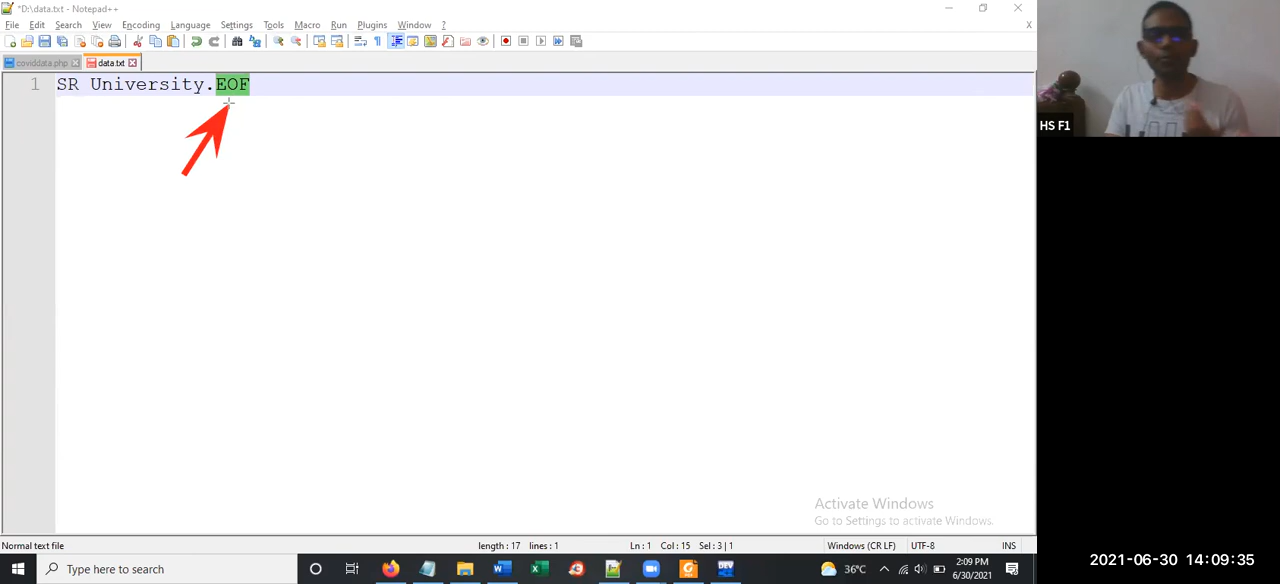 *D:\data.txt - Notepad++
File Edit Search View Encoding Language Settings Tools Macro Run Plugins Window ?
X
coviddata.php data.txt
1 SR University.EOF
HS F1
Activate Windows
Go to Settings to activate Windows.
Normal text file length : 17 lines : 1 Ln : 1 Col : 15 Sel : 3 | 1 Windows (CR LF) UTF-8 INS
Type here to search
36°C
2:09 PM
6/30/2021
2021-06-30 14:09:35